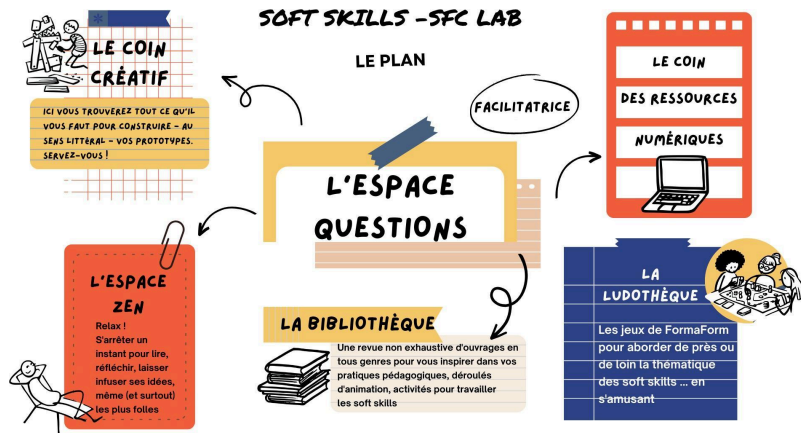 SOFT SKILLS -SFC LAB
LE PLAN
LE COIN
CRÉATIF
ICI VOUS TROUVEREZ TOUT CE QU'IL
VOUS FAUT POUR CONSTRUIRE - AU
SENS LITTÉRAL - VOS PROTOTYPES.
SERVEZ-VOUS !
FACILITATRICE
LE COIN
DES RESSOURCES
NUMÉRIQUES
L'ESPACE
QUESTIONS
L'ESPACE
ZEN
Relax !
S'arrêter un
instant pour lire,
réfléchir, laisser
infuser ses idées,
même (et surtout)
les plus folles
LA BIBLIOTHÈQUE
Une revue non exhaustive d'ouvrages en
tous genres pour vous inspirer dans vos
pratiques pédagogiques, déroulés
d'animation, activités pour travailler
les soft skills
LA
LUDOTHÈQUE
Les jeux de FormaForm
pour aborder de près ou
de loin la thématique
des soft skills ... en
s'amusant